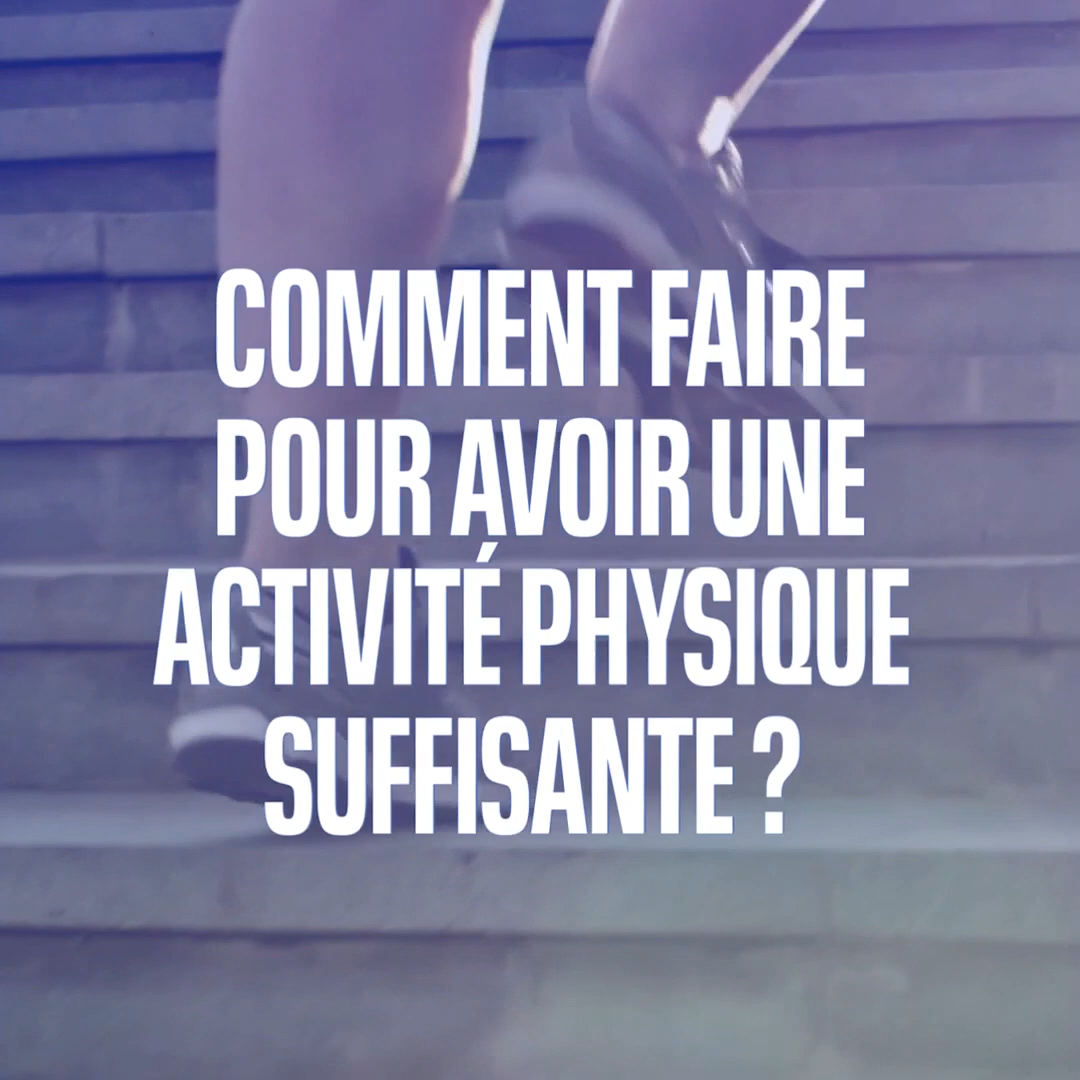 COMMENT FAIRE
POUR AVOIR UNE
ACTIVITÉ PHYSIQUE
SUFFISANTE ?